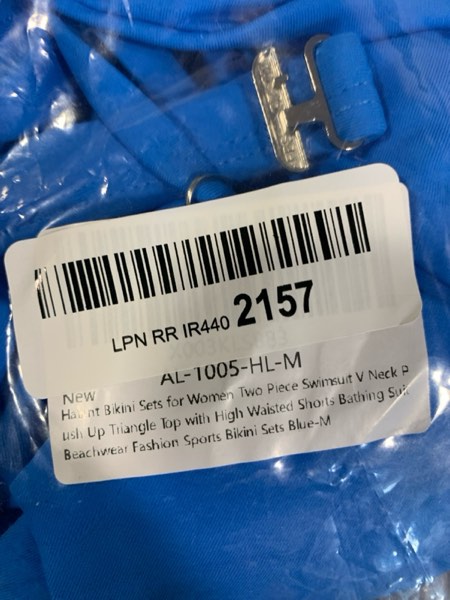 LPN RR IR440 2157
AL-1005-HL-M
New
nt Bikini Sets for Women Two Piece Swimsuit V Neck P
ush Up Triangle Top with High Waisted Shorts Bathing Suit
Beachwear Fashion Sports Bikini Sets Blue-M